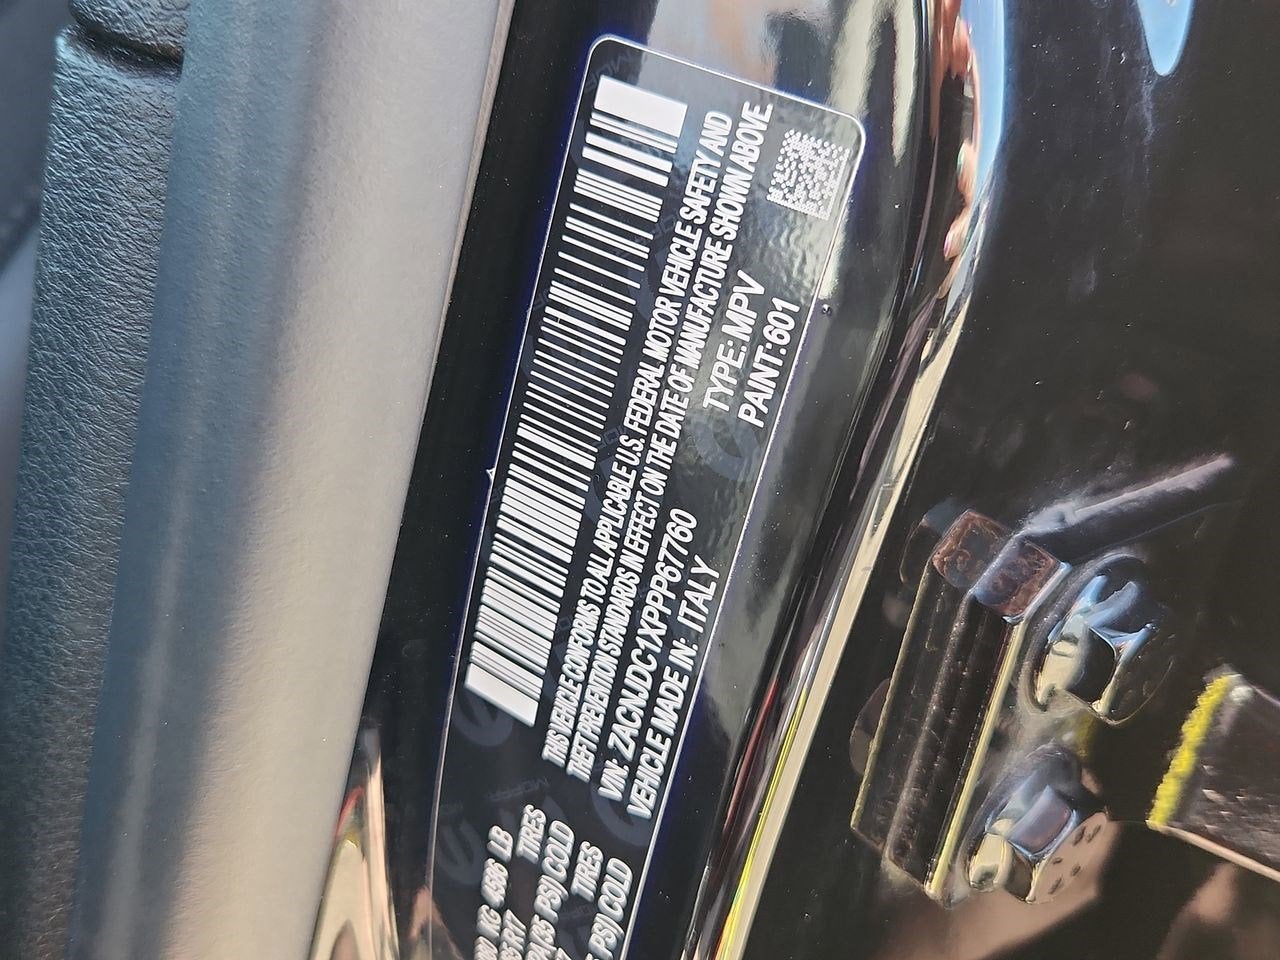 THIS VEHICLE CONFORMS TO ALL APPLICABLE U.S. FEDERAL MOTOR VEHICLE SAFETY AND
THEFT PREVENTION STANDARDS IN EFFECT ON THE DATE OF MANUFACTURE SHOWN ABOVE.
VIN: ZACNJDC1XPPP67760 TYPE: MPV
VEHICLE MADE IN: ITALY PAINT: 601
KG LB
R17 TIRES
PSI) COLD
TIRES
PSI) COLD